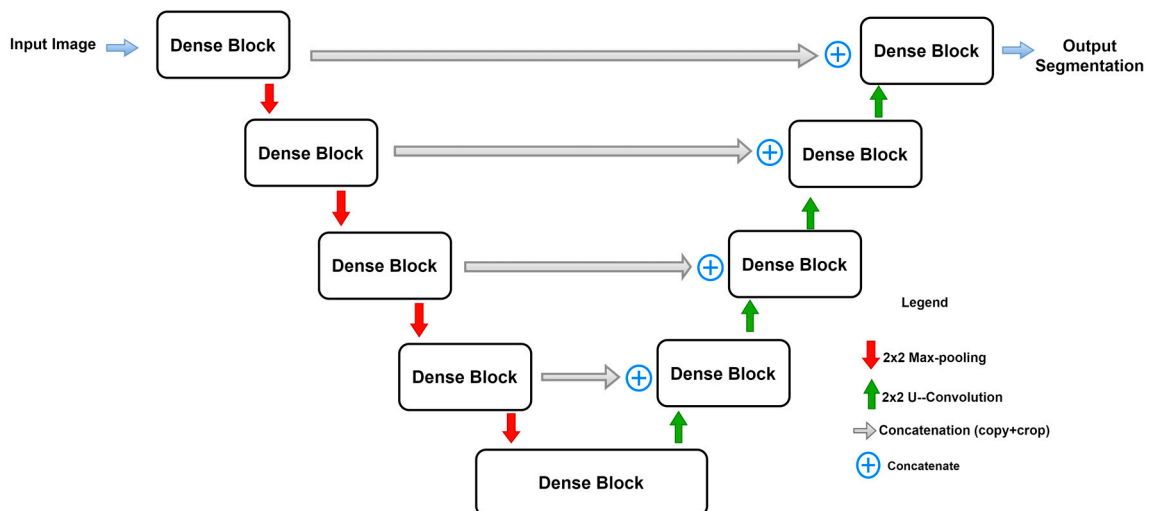 Input Image
Dense Block
Dense Block
Output
Segmentation
Dense Block
Dense Block
Dense Block
Dense Block
Legend
Dense Block
Dense Block
2x2 Max-pooling
2x2 U--Convolution
Concatenation (copy+crop)
Concatenate
Dense Block